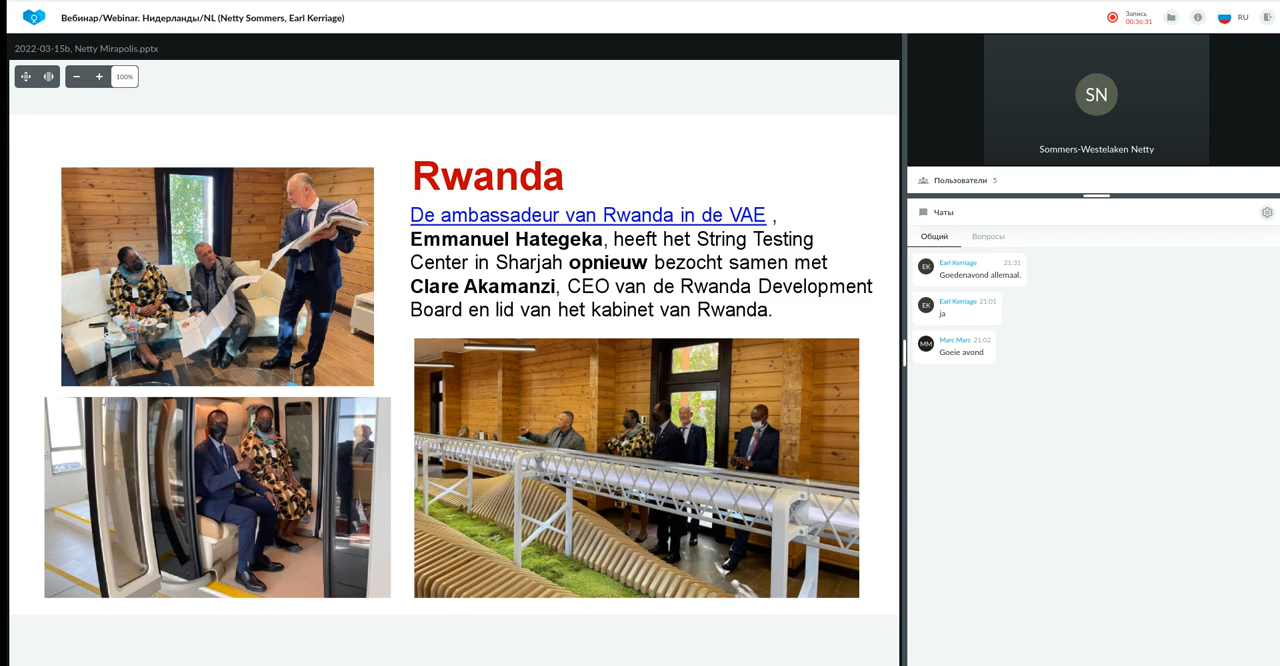 Вебинар/Webinar. Нидерланды/NL (Netty Sommers, Earl Kerriage)
Запись
00:36:31
RU
2022-03-15b, Netty Mirapolis.pptx
100%
Rwanda
De ambassadeur van Rwanda in de VAE ,
Emmanuel Hategeka, heeft het String Testing
Center in Sharjah opnieuw bezocht samen met
Clare Akamanzi, CEO van de Rwanda Development
Board en lid van het kabinet van Rwanda.
SN
Sommers-Westelaken Netty
Пользователи 5
Чаты
Общий Вопросы
EK Earl Kerriage 21:31
Goedenavond allemaal.
EK Earl Kerriage 21:01
ja
MM Marc Marc 21:02
Goeie avond